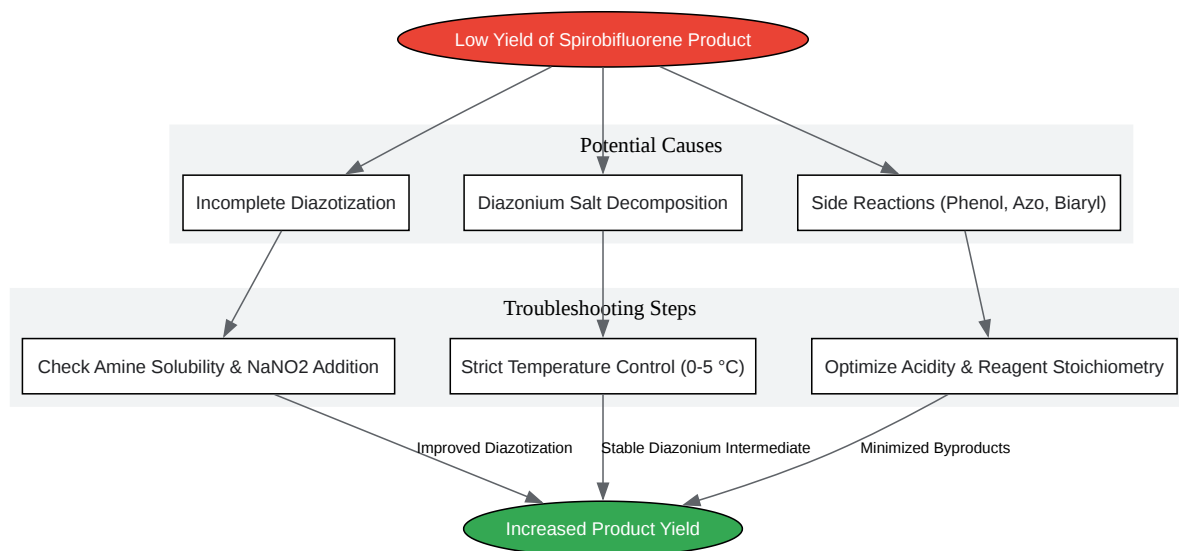 Low Yield of Spirobifluorene Product
Potential Causes
Incomplete Diazotization
Diazonium Salt Decomposition
Side Reactions (Phenol, Azo, Biaryl)
Troubleshooting Steps
Check Amine Solubility & NaNO2 Addition
Strict Temperature Control (0-5 °C)
Optimize Acidity & Reagent Stoichiometry
Improved Diazotization
Stable Diazonium Intermediate
Minimized Byproducts
Increased Product Yield